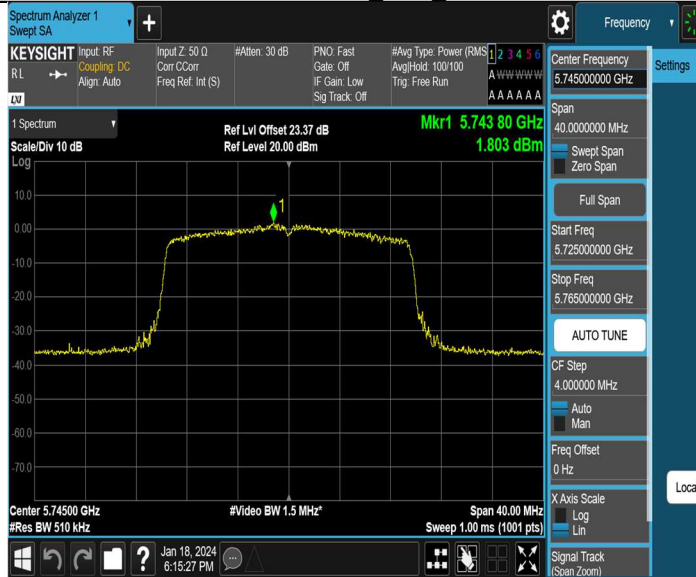 Spectrum Analyzer 1
Swept SA
Frequency
KEYSIGHT
RL
LXI
Input: RF
Coupling: DC
Align: Auto
Input Z: 50 Ω
Corr CCorr
Freq Ref: Int (S)
#Atten: 30 dB
PNO: Fast
Gate: Off
IF Gain: Low
Sig Track: Off
#Avg Type: Power (RMS
Avg|Hold: 100/100
Trig: Free Run
1 2 3 4 5 6
A W W W W W
A A A A A A
1 Spectrum
Scale/Div 10 dB
Log
Ref Lvl Offset 23.37 dB
Ref Level 20.00 dBm
Mkr1 5.743 80 GHz
1.803 dBm
1
10.0
0.00
-10.0
-20.0
-30.0
-40.0
-50.0
-60.0
-70.0
Center 5.74500 GHz
#Res BW 510 kHz
#Video BW 1.5 MHz*
Span 40.00 MHz
Sweep 1.00 ms (1001 pts)
Jan 18, 2024
6:15:27 PM
?
Center Frequency
5.745000000 GHz
Settings
Span
40.0000000 MHz
Swept Span
Zero Span
Full Span
Start Freq
5.725000000 GHz
Stop Freq
5.765000000 GHz
AUTO TUNE
CF Step
4.000000 MHz
Auto
Man
Freq Offset
0 Hz
Loca
X Axis Scale
Log
Lin
Signal Track
(Span Zoom)